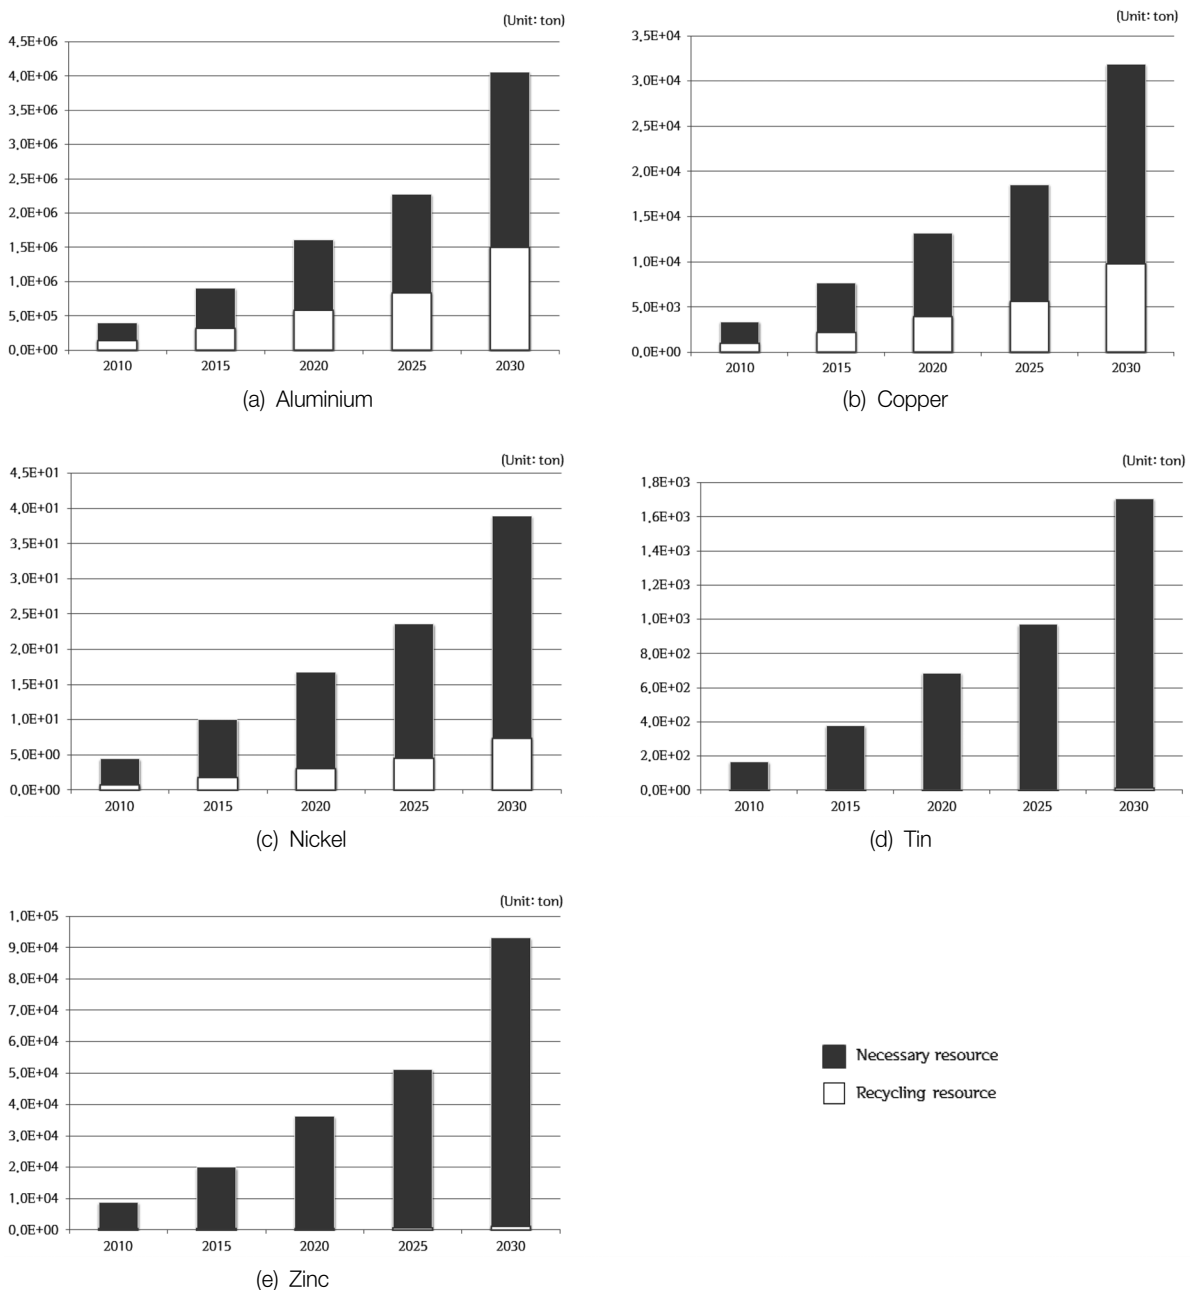 (Unit: ton)
4.5E+06
4.0E+06
3.5E+06
3.0E+06
2.5E+06
2.0E+06
1.5E+06
1.0E+06
5.0E+05
0.0E+00
2010 2015 2020 2025 2030
(a) Aluminium
(Unit: ton)
3.5E+04
3.0E+04
2.5E+04
2.0E+04
1.5E+04
1.0E+04
5.0E+03
0.0E+00
2010 2015 2020 2025 2030
(b) Copper
(Unit: ton)
4.5E+01
4.0E+01
3.5E+01
3.0E+01
2.5E+01
2.0E+01
1.5E+01
1.0E+01
5.0E+00
0.0E+00
2010 2015 2020 2025 2030
(c) Nickel
(Unit: ton)
1.8E+03
1.6E+03
1.4E+03
1.2E+03
1.0E+03
8.0E+02
6.0E+02
4.0E+02
2.0E+02
0.0E+00
2010 2015 2020 2025 2030
(d) Tin
(Unit: ton)
1.0E+05
9.0E+04
8.0E+04
7.0E+04
6.0E+04
5.0E+04
4.0E+04
3.0E+04
2.0E+04
1.0E+04
0.0E+00
2010 2015 2020 2025 2030
(e) Zinc
Necessary resource
Recycling resource